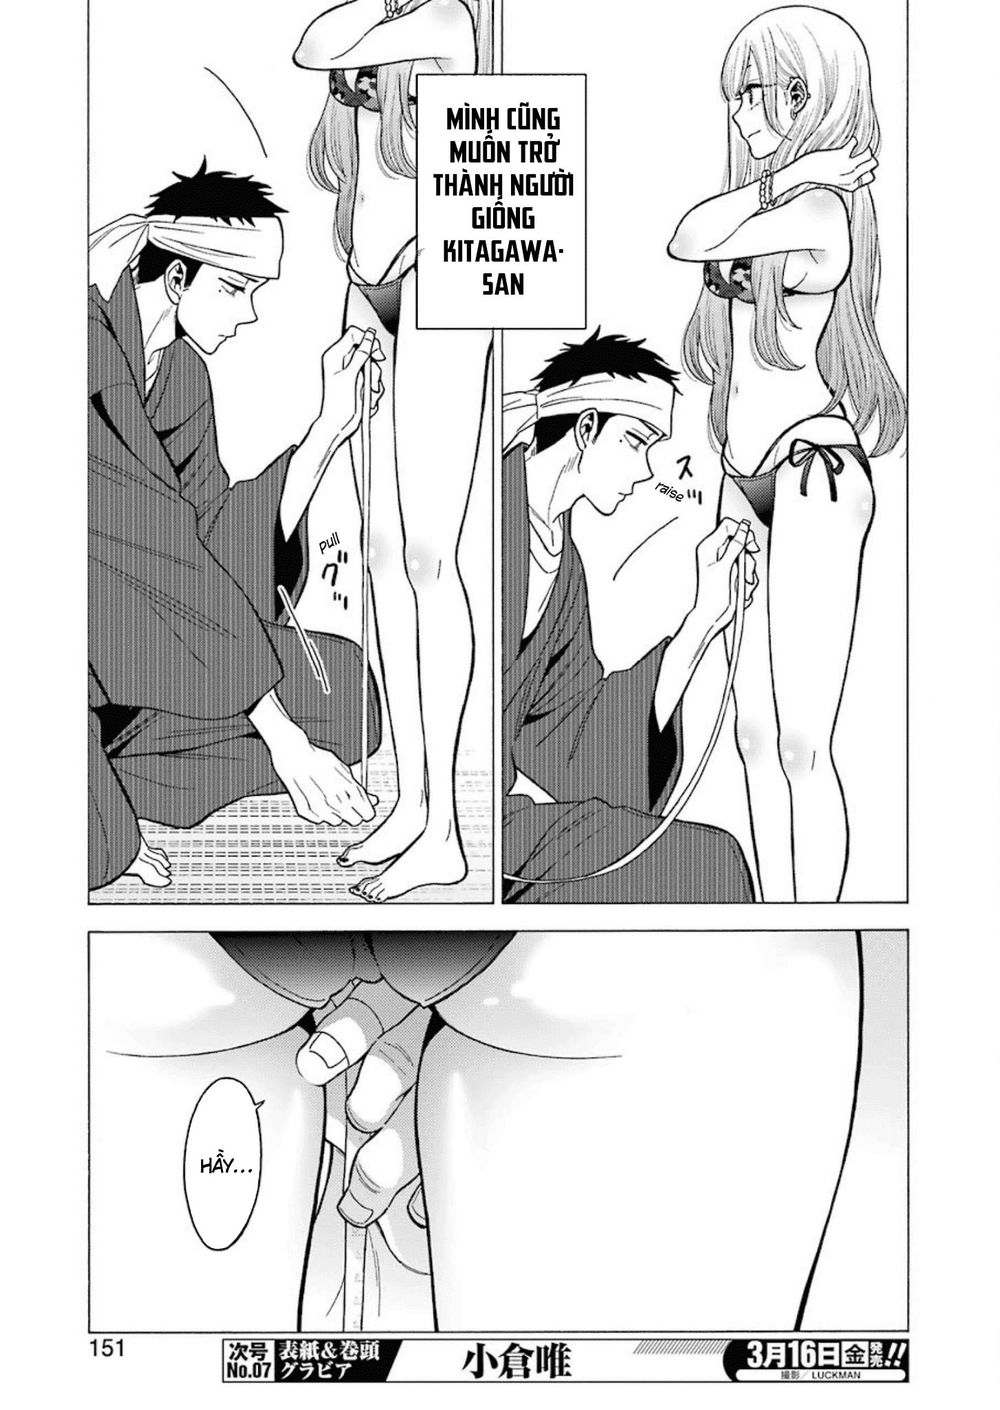 MÌNH CŨNG
MUỐN TRỞ
THÀNH NGƯỜI
GIỐNG
KITAGAWA-
SAN
スッ
raise
pull
グッ
HẦY...
151
次号
No.07
表紙&巻頭
グラビア
小倉唯
3月16日金発売!!
撮影/LUCKMAN